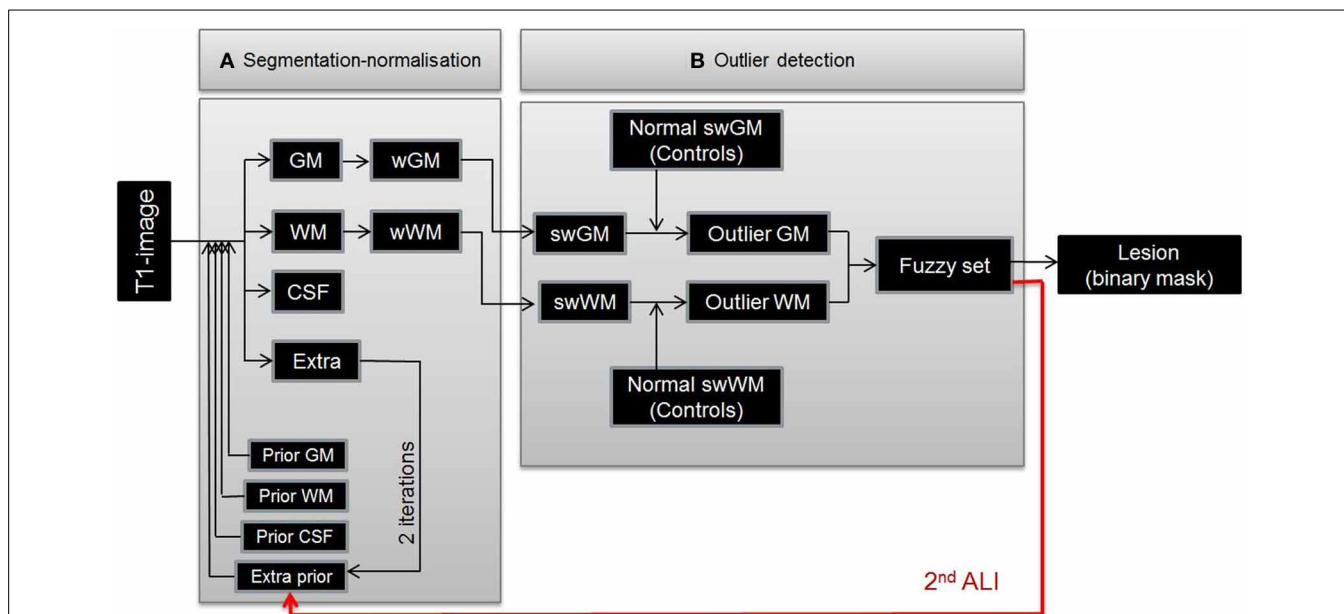 A Segmentation-normalisation
B Outlier detection
T1-image
GM
wGM
WM
wWM
CSF
Extra
Prior GM
Prior WM
Prior CSF
Extra prior
2 iterations
Normal swGM
(Controls)
swGM
Outlier GM
swWM
Outlier WM
Normal swWM
(Controls)
Fuzzy set
Lesion
(binary mask)
2nd ALI